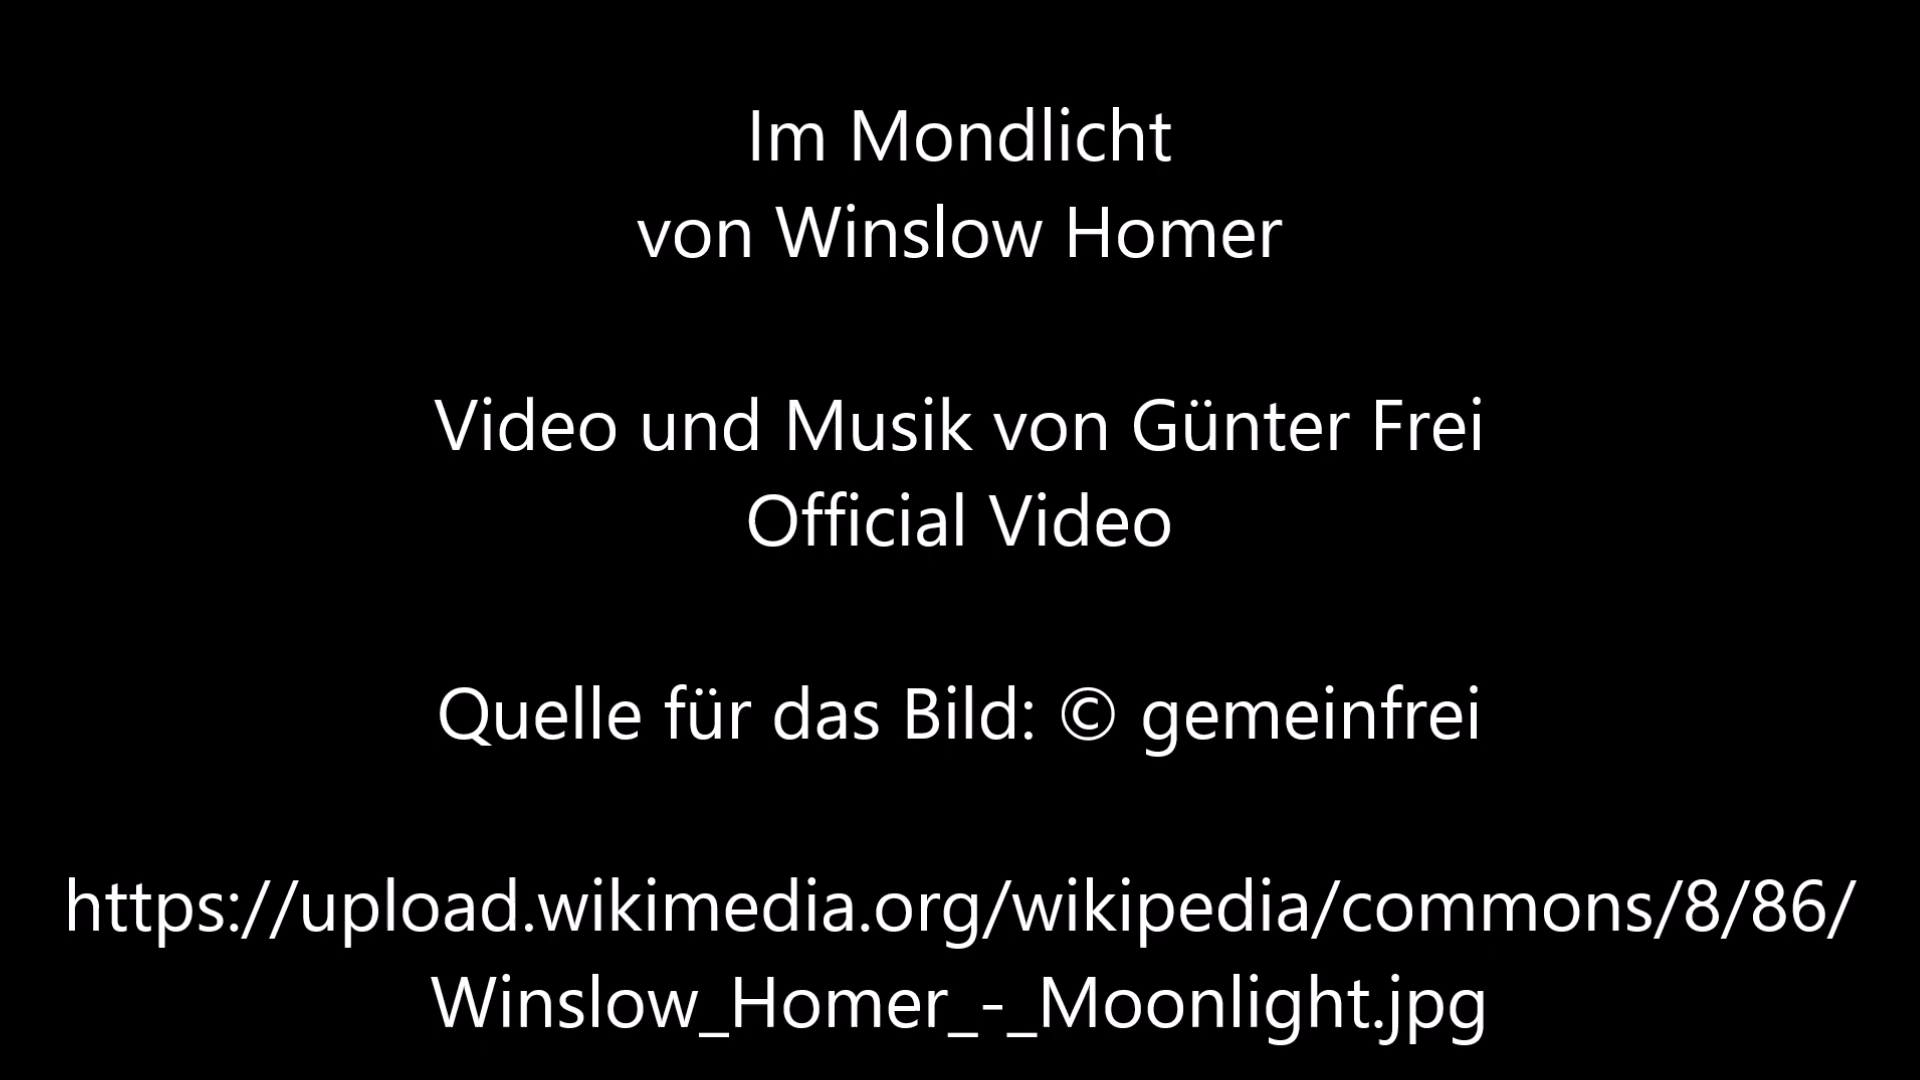 Im Mondlicht
von Winslow Homer
Video und Musik von Günter Frei
Official Video
Quelle für das Bild: © gemeinfrei
https://upload.wikimedia.org/wikipedia/commons/8/86/
Winslow_Homer_-_Moonlight.jpg